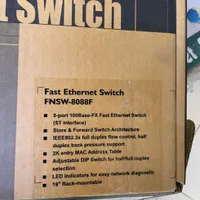 Switch
Fast Ethernet Switch
FNSW-8088F
8-port 100Base-FX Fast Ethernet Switch
(ST Interface)
Store & Forward Switch Architecture
IEEE802.3x full duplex flow control, half
duplex back pressure support
2K entry MAC Address Table
Adjustable DIP Switch for half/full duplex
selection
LED indicators for easy network diagnostic
19" Rack-mountable